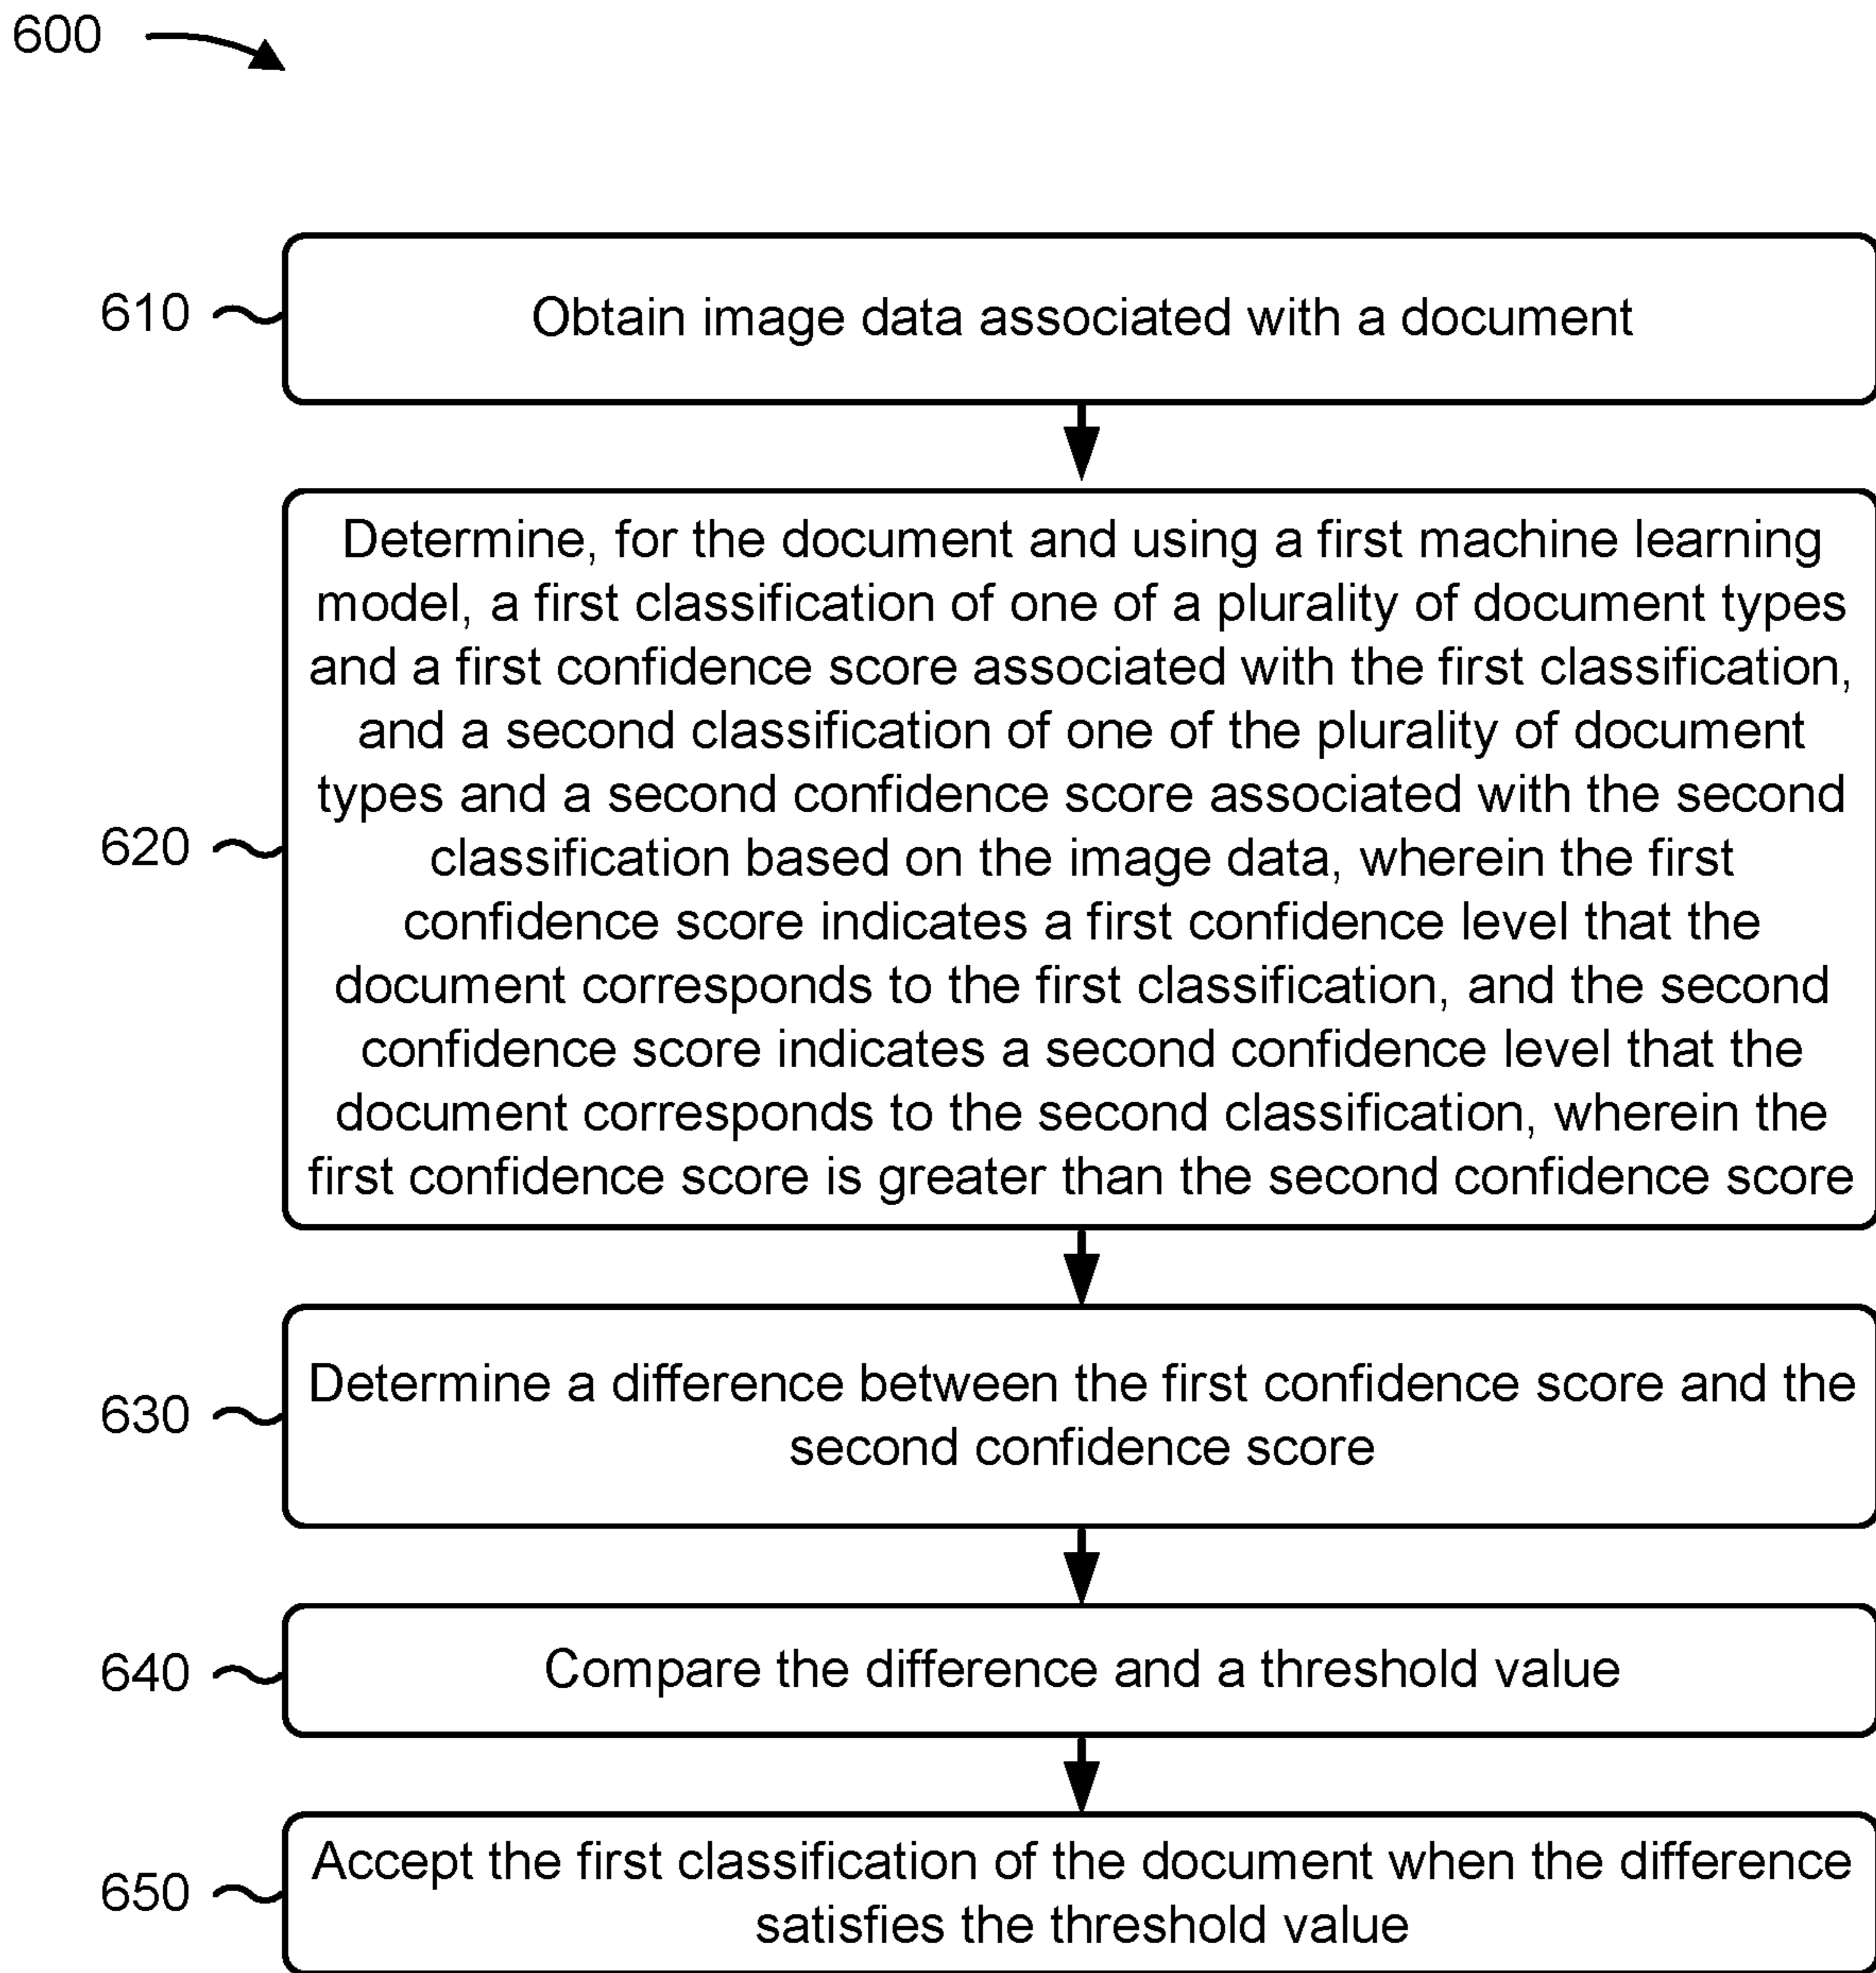 600
610
Obtain image data associated with a document
Determine, for the document and using a first machine learning
model, a first classification of one of a plurality of document types
and a first confidence score associated with the first classification,
and a second classification of one of the plurality of document
types and a second confidence score associated with the second
620
classification based on the image data, wherein the first
confidence score indicates a first confidence level that the
document corresponds to the first classification, and the second
confidence score indicates a second confidence level that the
document corresponds to the second classification, wherein the
first confidence score is greater than the second confidence score
630
Determine a difference between the first confidence score and the
second confidence score
640
Compare the difference and a threshold value
650
Accept the first classification of the document when the difference
satisfies the threshold value